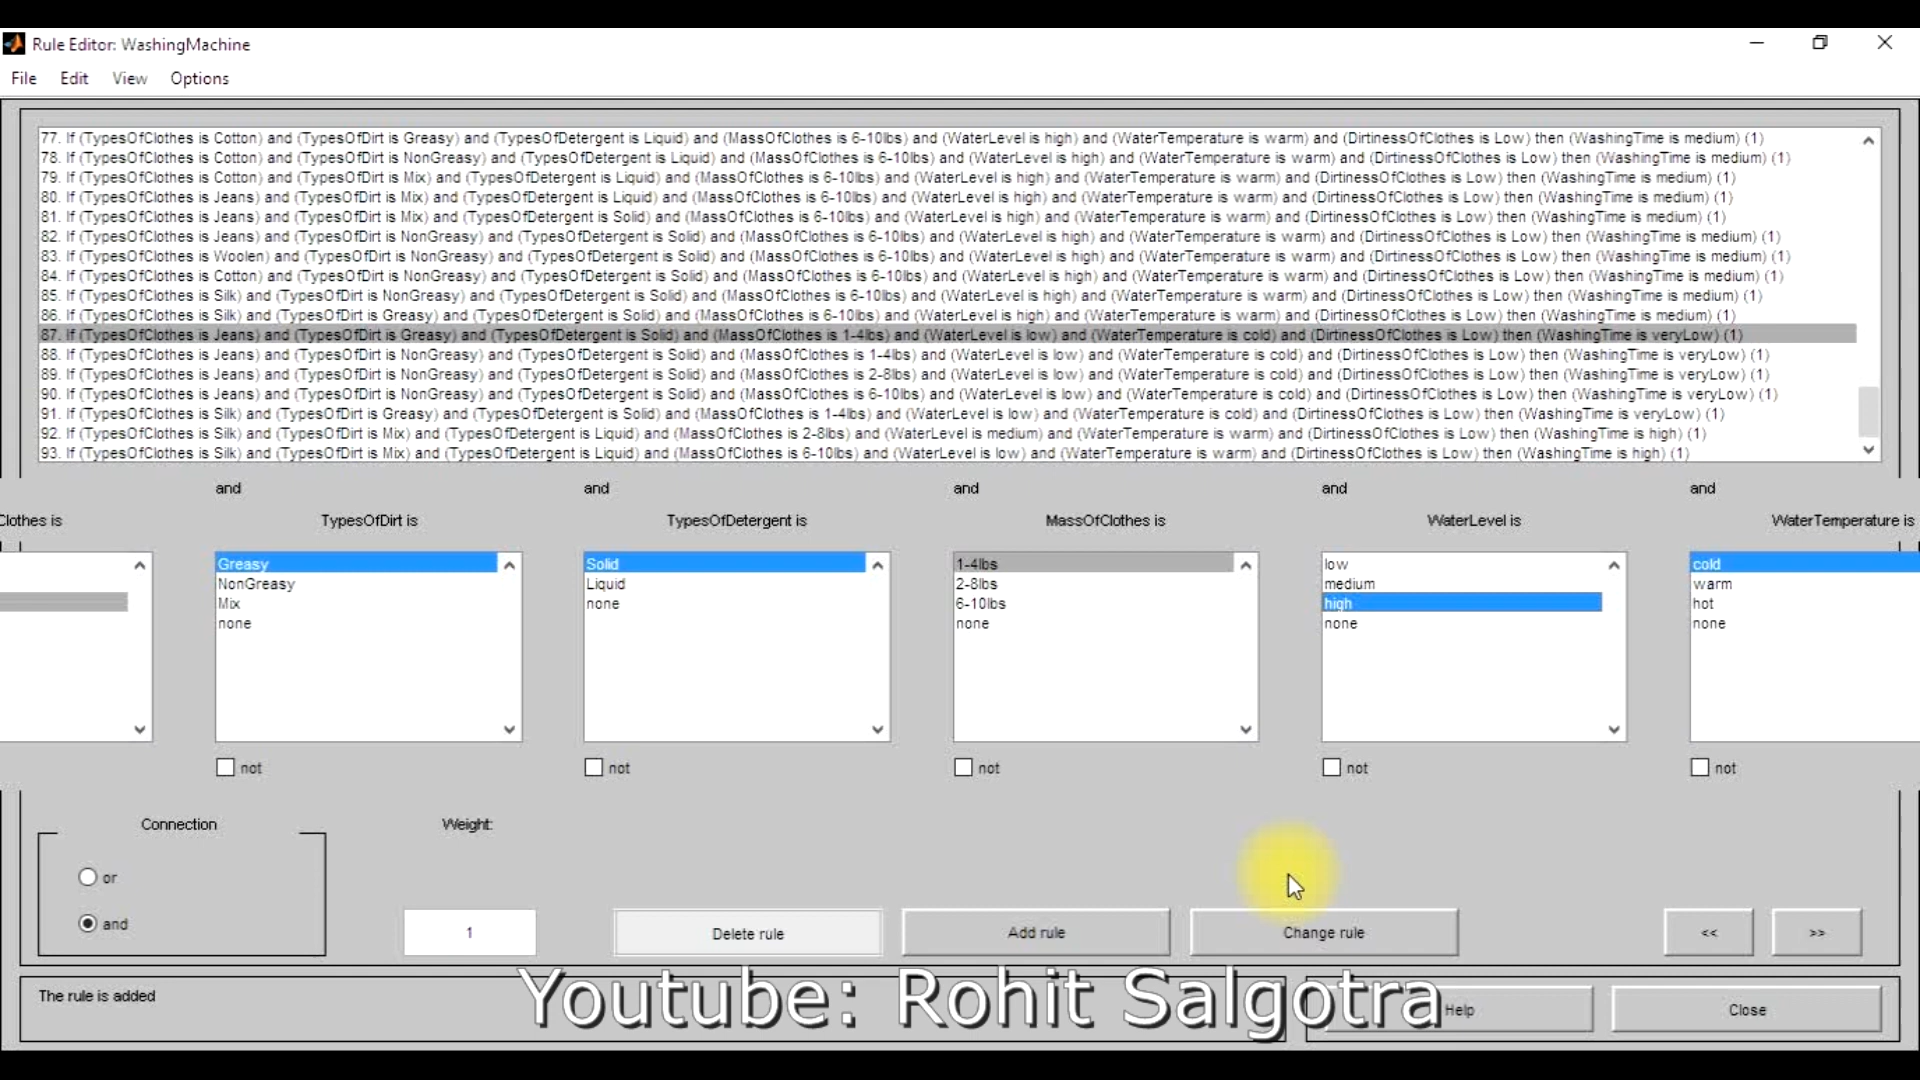 Rule Editor: WashingMachine
File Edit View Options
77. If (TypesOfClothes is Cotton) and (TypesOfDirt is Greasy) and (TypesOfDetergent is Liquid) and (MassOfClothes is 6-10lbs) and (WaterLevel is high) and (WaterTemperature is warm) and (DirtinessOfClothes is Low) then (WashingTime is medium) (1)
78. If (TypesOfClothes is Cotton) and (TypesOfDirt is NonGreasy) and (TypesOfDetergent is Liquid) and (MassOfClothes is 6-10lbs) and (WaterLevel is high) and (WaterTemperature is warm) and (DirtinessOfClothes is Low) then (WashingTime is medium) (1)
79. If (TypesOfClothes is Cotton) and (TypesOfDirt is Mix) and (TypesOfDetergent is Liquid) and (MassOfClothes is 6-10lbs) and (WaterLevel is high) and (WaterTemperature is warm) and (DirtinessOfClothes is Low) then (WashingTime is medium) (1)
80. If (TypesOfClothes is Jeans) and (TypesOfDirt is Mix) and (TypesOfDetergent is Liquid) and (MassOfClothes is 6-10lbs) and (WaterLevel is high) and (WaterTemperature is warm) and (DirtinessOfClothes is Low) then (WashingTime is medium) (1)
81. If (TypesOfClothes is Jeans) and (TypesOfDirt is Mix) and (TypesOfDetergent is Solid) and (MassOfClothes is 6-10lbs) and (WaterLevel is high) and (WaterTemperature is warm) and (DirtinessOfClothes is Low) then (WashingTime is medium) (1)
82. If (TypesOfClothes is Jeans) and (TypesOfDirt is NonGreasy) and (TypesOfDetergent is Solid) and (MassOfClothes is 6-10lbs) and (WaterLevel is high) and (WaterTemperature is warm) and (DirtinessOfClothes is Low) then (WashingTime is medium) (1)
83. If (TypesOfClothes is Woolen) and (TypesOfDirt is NonGreasy) and (TypesOfDetergent is Solid) and (MassOfClothes is 6-10lbs) and (WaterLevel is high) and (WaterTemperature is warm) and (DirtinessOfClothes is Low) then (WashingTime is medium) (1)
84. If (TypesOfClothes is Cotton) and (TypesOfDirt is NonGreasy) and (TypesOfDetergent is Solid) and (MassOfClothes is 6-10lbs) and (WaterLevel is high) and (WaterTemperature is warm) and (DirtinessOfClothes is Low) then (WashingTime is medium) (1)
85. If (TypesOfClothes is Silk) and (TypesOfDirt is NonGreasy) and (TypesOfDetergent is Solid) and (MassOfClothes is 6-10lbs) and (WaterLevel is high) and (WaterTemperature is warm) and (DirtinessOfClothes is Low) then (WashingTime is medium) (1)
86. If (TypesOfClothes is Silk) and (TypesOfDirt is Greasy) and (TypesOfDetergent is Solid) and (MassOfClothes is 6-10lbs) and (WaterLevel is high) and (WaterTemperature is warm) and (DirtinessOfClothes is Low) then (WashingTime is medium) (1)
87. If (TypesOfClothes is Jeans) and (TypesOfDirt is Greasy) and (TypesOfDetergent is Solid) and (MassOfClothes is 1-4lbs) and (WaterLevel is low) and (WaterTemperature is cold) and (DirtinessOfClothes is Low) then (WashingTime is veryLow) (1)
88. If (TypesOfClothes is Jeans) and (TypesOfDirt is NonGreasy) and (TypesOfDetergent is Solid) and (MassOfClothes is 1-4lbs) and (WaterLevel is low) and (WaterTemperature is cold) and (DirtinessOfClothes is Low) then (WashingTime is veryLow) (1)
89. If (TypesOfClothes is Jeans) and (TypesOfDirt is NonGreasy) and (TypesOfDetergent is Solid) and (MassOfClothes is 2-8lbs) and (WaterLevel is low) and (WaterTemperature is cold) and (DirtinessOfClothes is Low) then (WashingTime is veryLow) (1)
90. If (TypesOfClothes is Jeans) and (TypesOfDirt is NonGreasy) and (TypesOfDetergent is Solid) and (MassOfClothes is 6-10lbs) and (WaterLevel is low) and (WaterTemperature is cold) and (DirtinessOfClothes is Low) then (WashingTime is veryLow) (1)
91. If (TypesOfClothes is Silk) and (TypesOfDirt is Greasy) and (TypesOfDetergent is Solid) and (MassOfClothes is 1-4lbs) and (WaterLevel is low) and (WaterTemperature is cold) and (DirtinessOfClothes is Low) then (WashingTime is veryLow) (1)
92. If (TypesOfClothes is Silk) and (TypesOfDirt is Mix) and (TypesOfDetergent is Liquid) and (MassOfClothes is 2-8lbs) and (WaterLevel is medium) and (WaterTemperature is warm) and (DirtinessOfClothes is Low) then (WashingTime is high) (1)
93. If (TypesOfClothes is Silk) and (TypesOfDirt is Mix) and (TypesOfDetergent is Liquid) and (MassOfClothes is 6-10lbs) and (WaterLevel is low) and (WaterTemperature is warm) and (DirtinessOfClothes is Low) then (WashingTime is high) (1)
and and and and and
Clothes is TypesOfDirt is TypesOfDetergent is MassOfClothes is WaterLevel is WaterTemperature is
Greasy Solid 1-4lbs low cold
NonGreasy Liquid 2-8lbs medium warm
Mix none 6-10lbs high hot
none none none none
not not not not not
Connection Weight:
or
and 1 Delete rule Add rule Change rule << >>
The rule is added Help Close
Youtube: Rohit Salgotra